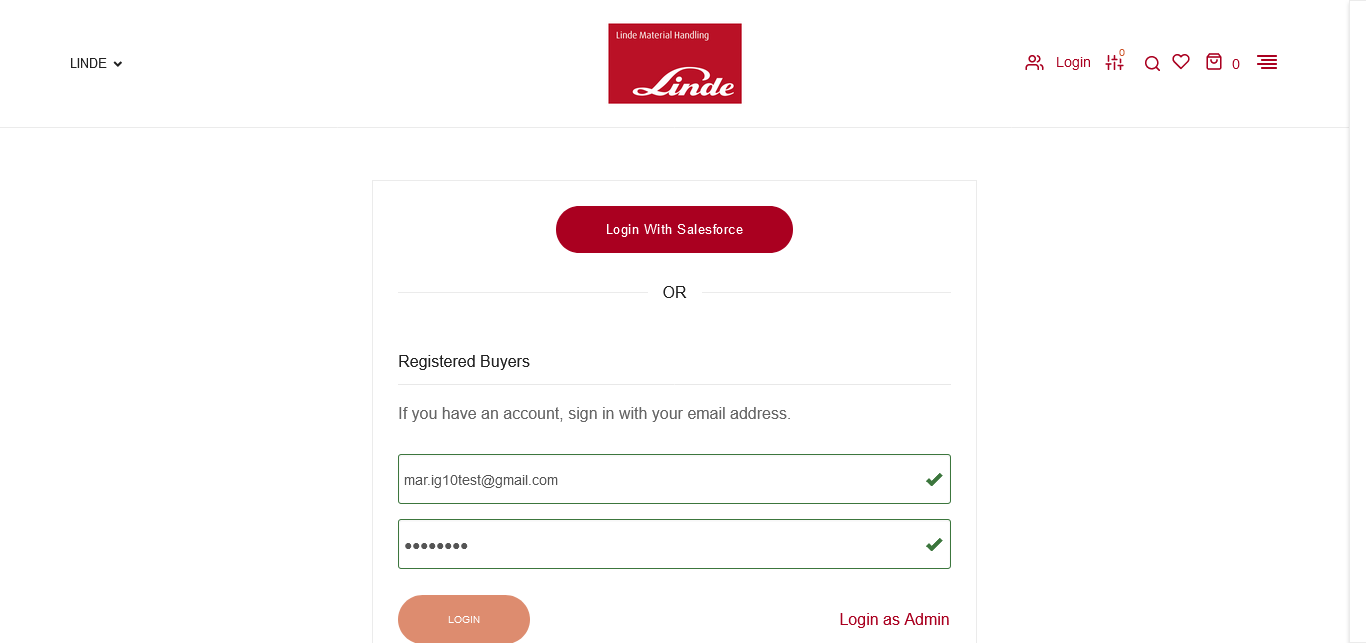 LINDE
Linde Material Handling
Linde
Login
0
0
Login With Salesforce
OR
Registered Buyers
If you have an account, sign in with your email address.
mar.ig10test@gmail.com
●●●●●●●●
LOGIN
Login as Admin